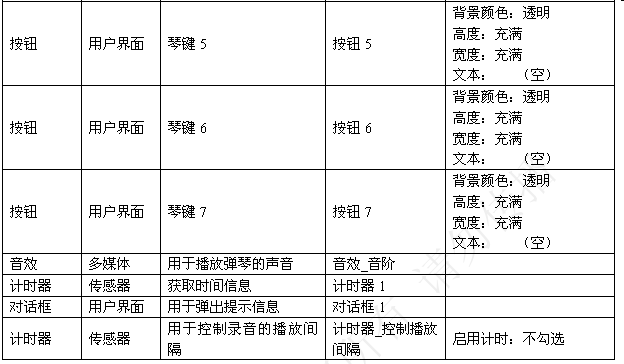 背景颜色：透明
按钮 用户界面 琴键 5 按钮 5 高度：充满
宽度：充满
文本： （空）
背景颜色：透明
按钮 用户界面 琴键 6 按钮 6 高度：充满
宽度：充满
文本： （空）
背景颜色：透明
按钮 用户界面 琴键 7 按钮 7 高度：充满
宽度：充满
文本： （空）
音效 多媒体 用于播放弹琴的声音 音效_音阶
计时器 传感器 获取时间信息 计时器 1
对话框 用户界面 用于弹出提示信息 对话框 1
计时器 传感器 用于控制录音的播放间隔 计时器_控制播放间隔 启用计时：不勾选